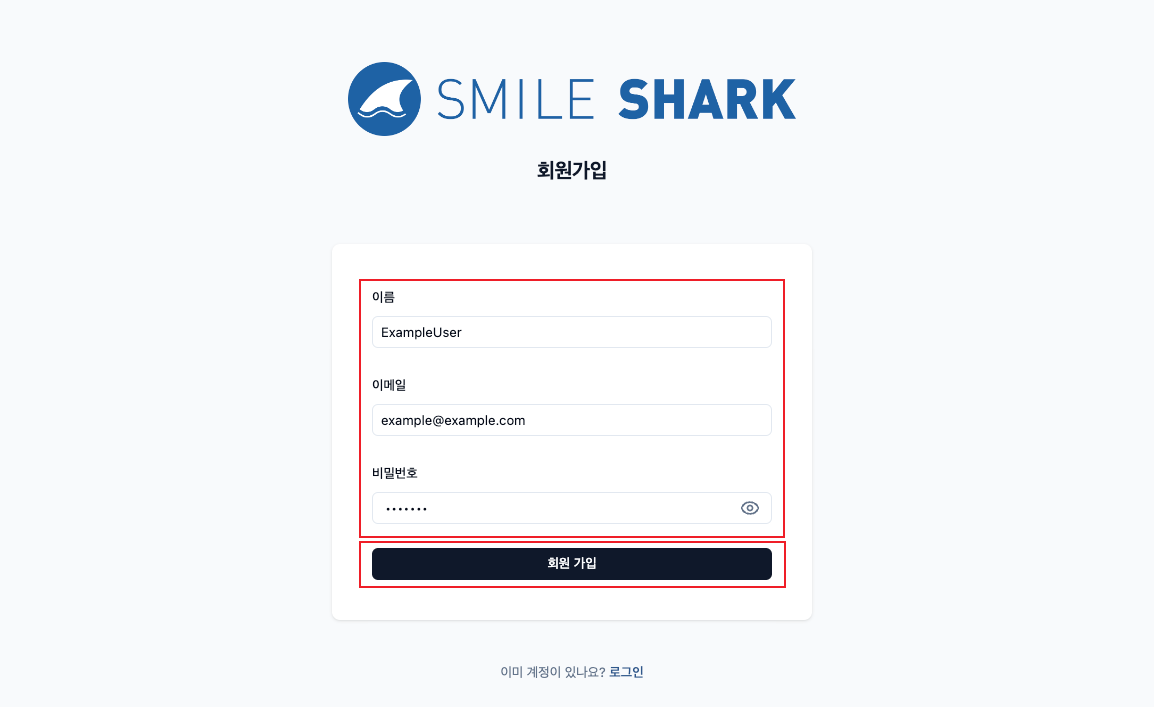 SMILE SHARK
회원가입
이름
ExampleUser
이메일
example@example.com
비밀번호
•••••••
회원 가입
이미 계정이 있나요? 로그인